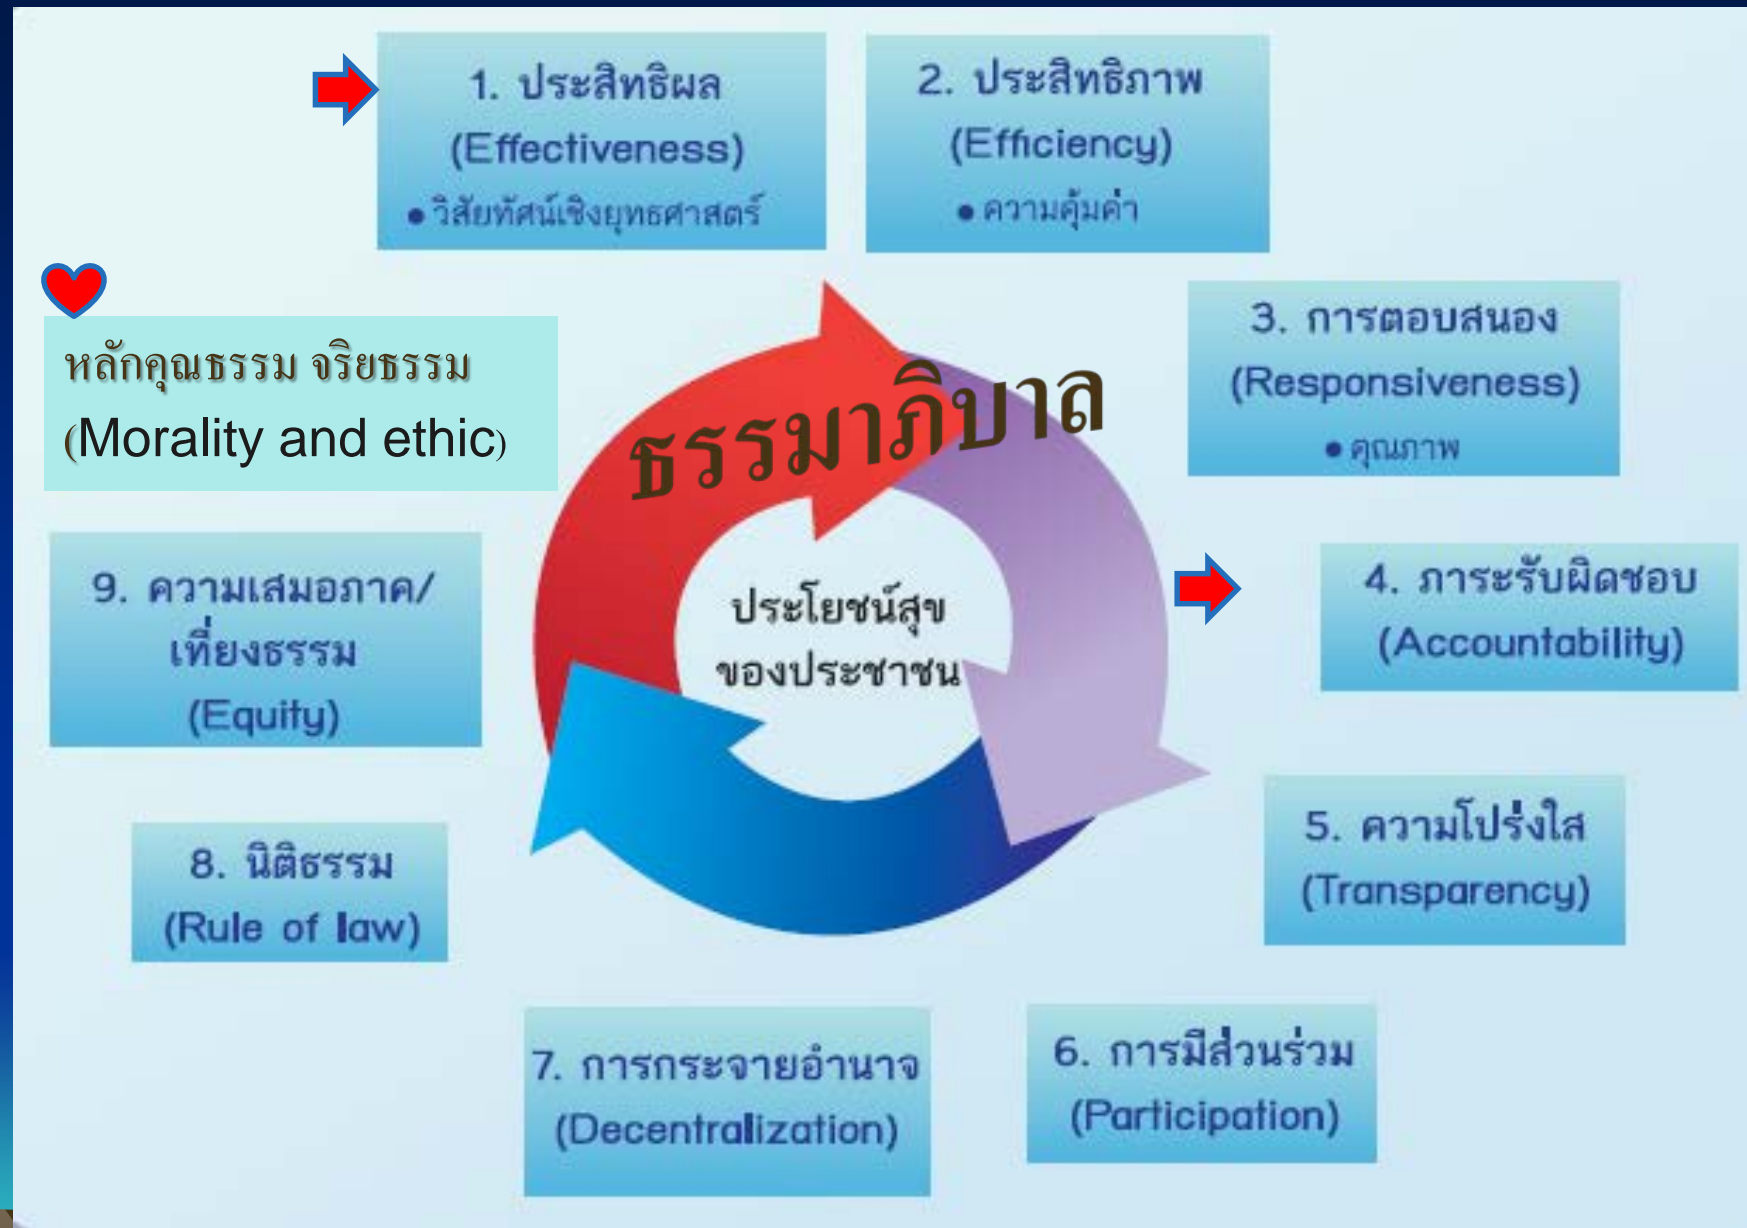 1. ประสิทธิผล
(Effectiveness)
• วิสัยทัศน์เชิงยุทธศาสตร์
2. ประสิทธิภาพ
(Efficiency)
• ความคุ้มค่า
3. การตอบสนอง
(Responsiveness)
• คุณภาพ
4. ภาระรับผิดชอบ
(Accountability)
5. ความโปร่งใส
(Transparency)
6. การมีส่วนร่วม
(Participation)
7. การกระจายอำนาจ
(Decentralization)
8. นิติธรรม
(Rule of law)
9. ความเสมอภาค/
เที่ยงธรรม
(Equity)
หลักคุณธรรม จริยธรรม
(Morality and ethic)
ธรรมาภิบาล
ประโยชน์สุข
ของประชาชน